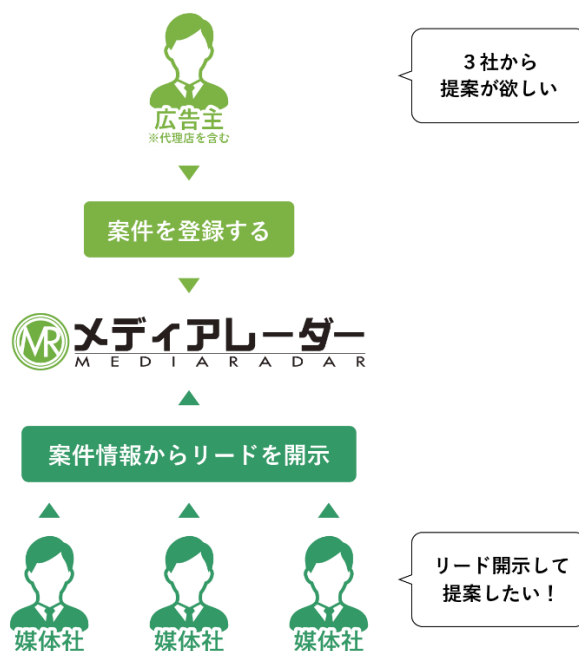 ３社から
提案が欲しい
広告主
※代理店を含む
案件を登録する
MR メディアレーダー
MEDIARADAR
案件情報からリードを開示
リード開示して
提案したい！
媒体社 媒体社 媒体社